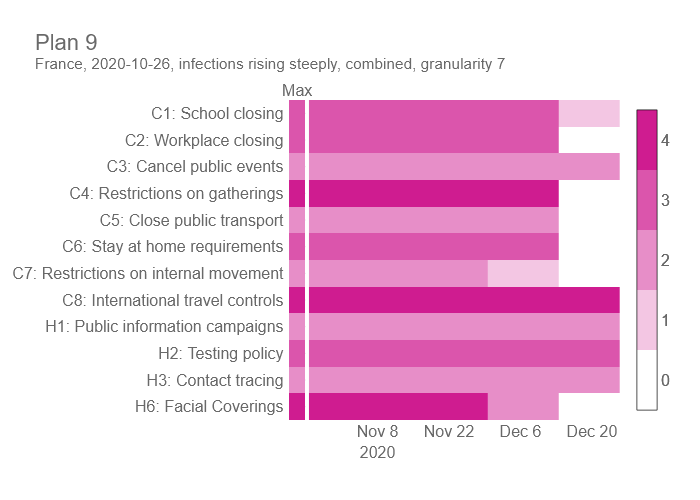 Plan 9
France, 2020-10-26, infections rising steeply, combined, granularity 7
Max
C1: School closing
C2: Workplace closing
C3: Cancel public events
C4: Restrictions on gatherings
C5: Close public transport
C6: Stay at home requirements
C7: Restrictions on internal movement
C8: International travel controls
H1: Public information campaigns
H2: Testing policy
H3: Contact tracing
H6: Facial Coverings
Nov 8 Nov 22 Dec 6 Dec 20
2020
4
3
2
1
0